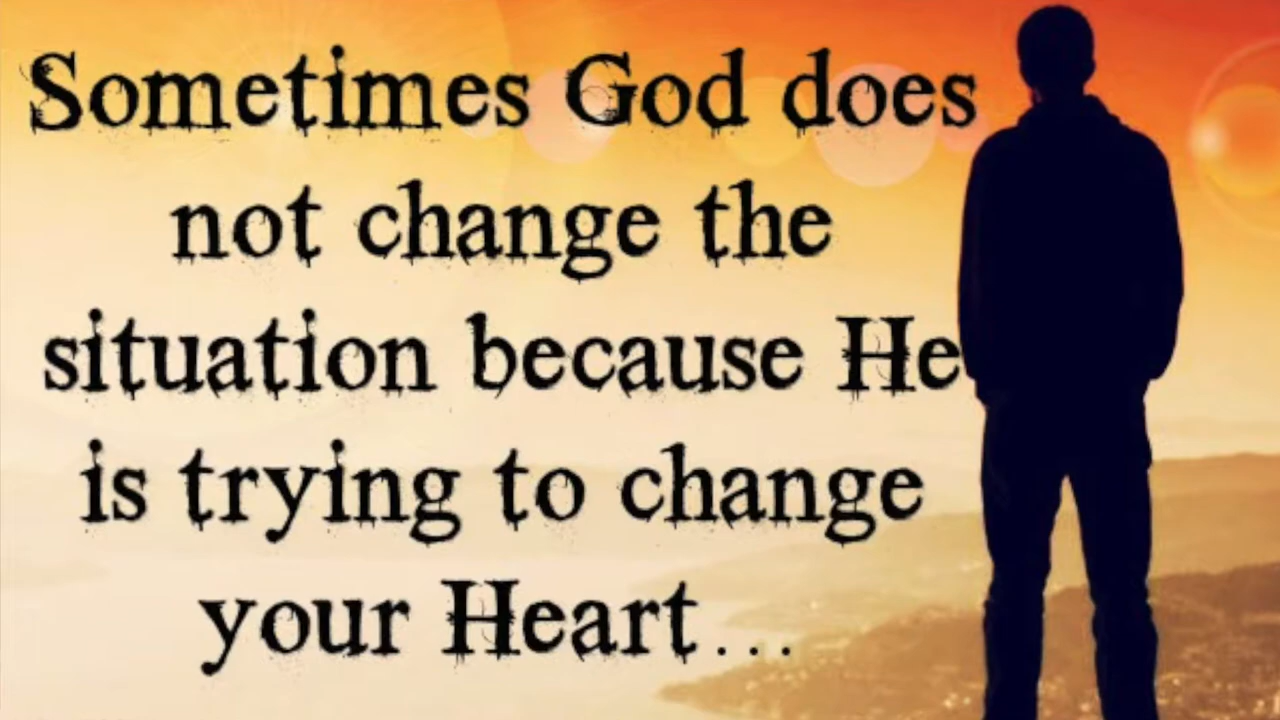 Sometimes God does
not change the
situation because He
is trying to change
your Heart...